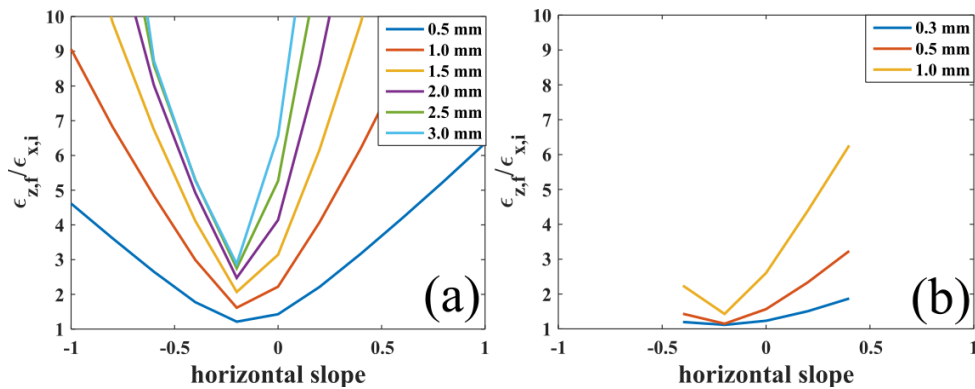 10
9
8
7
6
5
4
3
2
1
ϵz,f/ϵx,i
-1 -0.5 0 0.5 1
horizontal slope
0.5 mm
1.0 mm
1.5 mm
2.0 mm
2.5 mm
3.0 mm
(a)
10
9
8
7
6
5
4
3
2
1
ϵz,f/ϵx,i
-1 -0.5 0 0.5 1
horizontal slope
0.3 mm
0.5 mm
1.0 mm
(b)